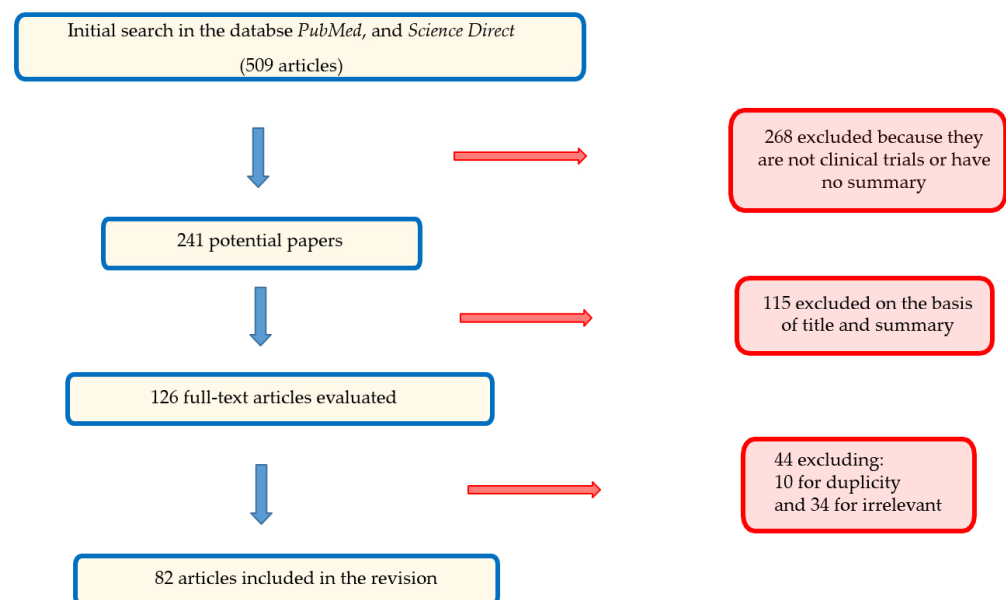 Initial search in the databse PubMed, and Science Direct
(509 articles)
268 excluded because they
are not clinical trials or have
no summary
241 potential papers
115 excluded on the basis
of title and summary
126 full-text articles evaluated
44 excluding:
10 for duplicity
and 34 for irrelevant
82 articles included in the revision